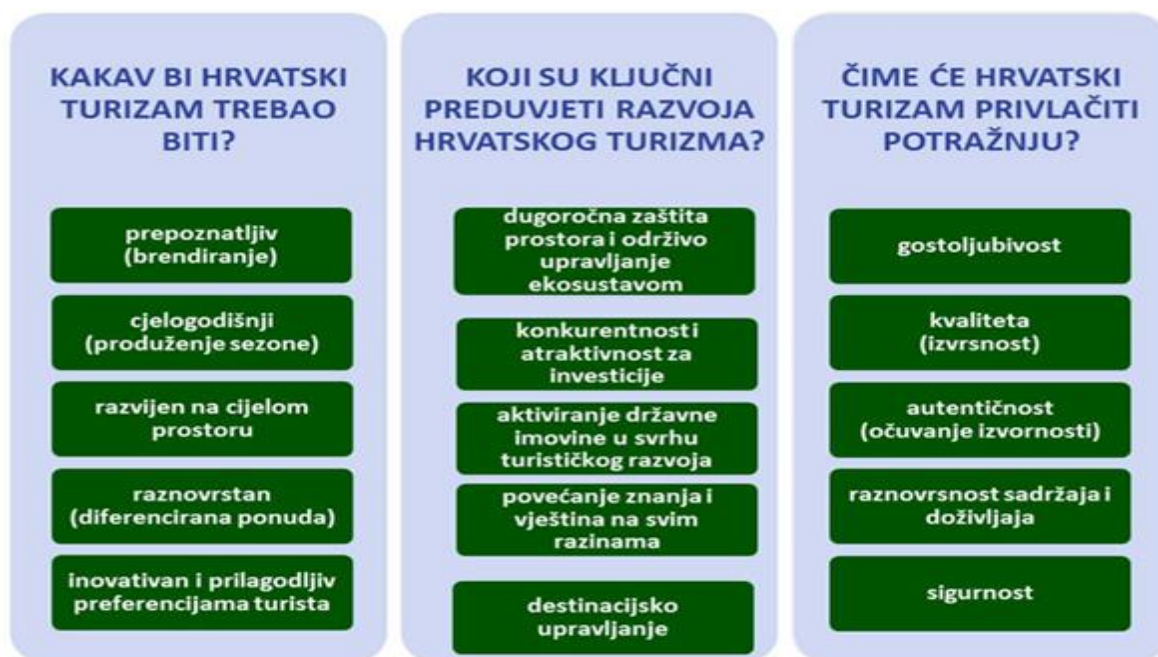 KAKAV BI HRVATSKI
TURIZAM TREBAO
BITI?
prepoznatljiv
(brendiranje)
cjelogodišnji
(produženje sezone)
razvijen na cijelom
prostoru
raznovrstan
(diferencirana ponuda)
inovativan i prilagodljiv
preferencijama turista
KOJI SU KLJUČNI
PREDUVJETI RAZVOJA
HRVATSKOG TURIZMA?
dugoročna zaštita
prostora i održivo
upravljanje
ekosustavom
konkurentnost i
atraktivnost za
investicije
aktiviranje državne
imovine u svrhu
turističkog razvoja
povećanje znanja i
vještina na svim
razinama
destinacijsko
upravljanje
ČIME ĆE HRVATSKI
TURIZAM PRIVLAČITI
POTRAŽNJU?
gostoljubivost
kvaliteta
(izvrsnost)
autentičnost
(očuvanje izvornosti)
raznovrsnost sadržaja i
doživljaja
sigurnost